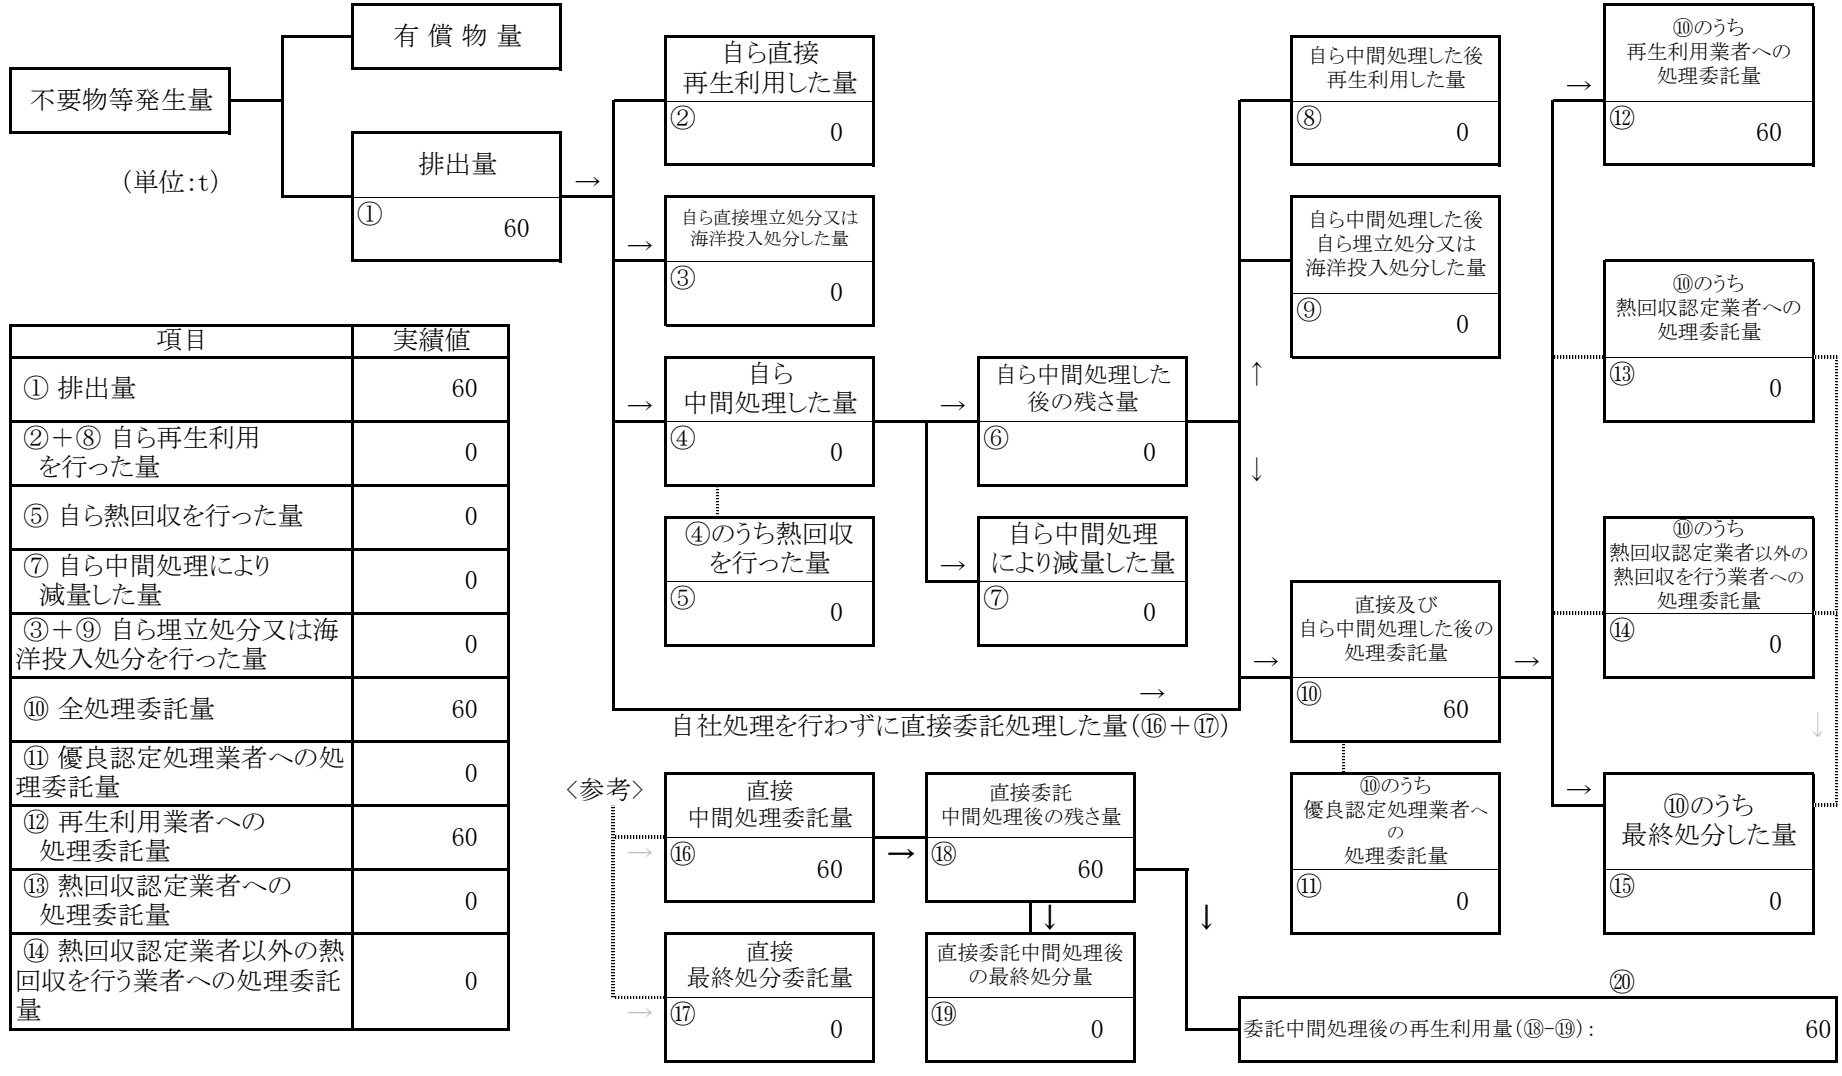 不要物等発生量
(単位:t)
有償物量
排出量
①
60
→
自ら直接
再生利用した量
②
0
→
自ら直接埋立処分又は
海洋投入処分した量
③
0
→
自ら
中間処理した量
④
0
④のうち熱回収
を行った量
⑤
0
→
自ら中間処理した
後の残さ量
⑥
0
→
自ら中間処理
により減量した量
⑦
0
↑
↓
自ら中間処理した後
再生利用した量
⑧
0
自ら中間処理した後
自ら埋立処分又は
海洋投入処分した量
⑨
0
→
自社処理を行わずに直接委託処理した量(⑯+⑰)
→
直接及び
自ら中間処理した後の
処理委託量
⑩
60
⑩のうち
優良認定処理業者へ
の
処理委託量
⑪
0
→
→
⑩のうち
再生利用業者への
処理委託量
⑫
60
⑩のうち
熱回収認定業者への
処理委託量
⑬
0
⑩のうち
熱回収認定業者以外の
熱回収を行う業者への
処理委託量
⑭
0
↓
→
⑩のうち
最終処分した量
⑮
0
項目 実績値
① 排出量 60
②+⑧ 自ら再生利用
を行った量 0
⑤ 自ら熱回収を行った量 0
⑦ 自ら中間処理により
減量した量 0
③+⑨ 自ら埋立処分又は海
洋投入処分を行った量 0
⑩ 全処理委託量 60
⑪ 優良認定処理業者への処
理委託量 0
⑫ 再生利用業者への
処理委託量 60
⑬ 熱回収認定業者への
処理委託量 0
⑭ 熱回収認定業者以外の熱
回収を行う業者への処理委託
量 0
<参考>
→
直接
中間処理委託量
⑯
60
→
直接委託
中間処理後の残さ量
⑱
60
↓
↓
→
直接
最終処分委託量
⑰
0
直接委託中間処理後
の最終処分量
⑲
0
⑳
委託中間処理後の再生利用量(⑱-⑲): 60